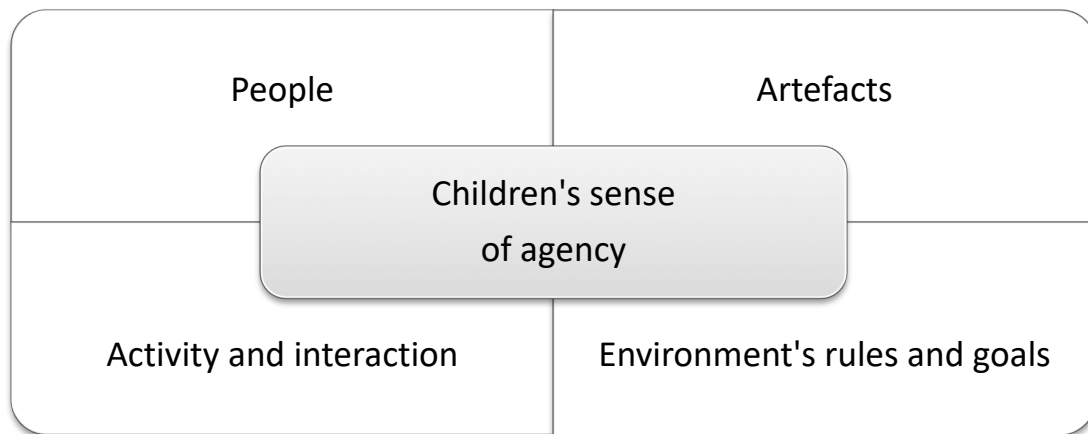 People
Artefacts
Children's sense
of agency
Activity and interaction
Environment's rules and goals